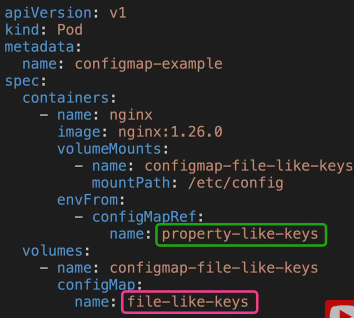 apiVersion: v1
kind: Pod
metadata:
  name: configmap-example
spec:
  containers:
    - name: nginx
      image: nginx:1.26.0
      volumeMounts:
        - name: configmap-file-like-keys
          mountPath: /etc/config
      envFrom:
        - configMapRef:
            name: property-like-keys
  volumes:
    - name: configmap-file-like-keys
      configMap:
        name: file-like-keys